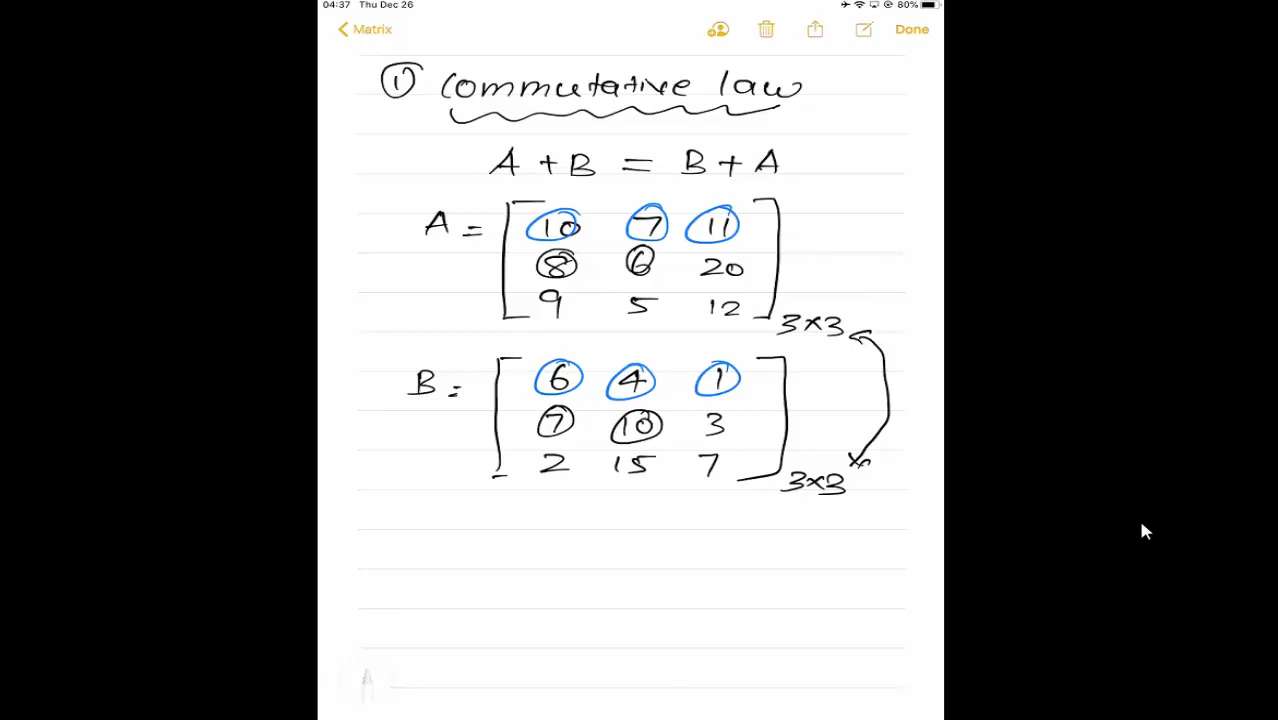 04:37 Thu Dec 26 80%
Matrix Done
① Commutative law
A + B = B + A
A = [ 10 7 11
8 6 20
9 5 12 ] 3×3
B = [ 6 4 1
7 10 3
2 15 7 ] 3×3